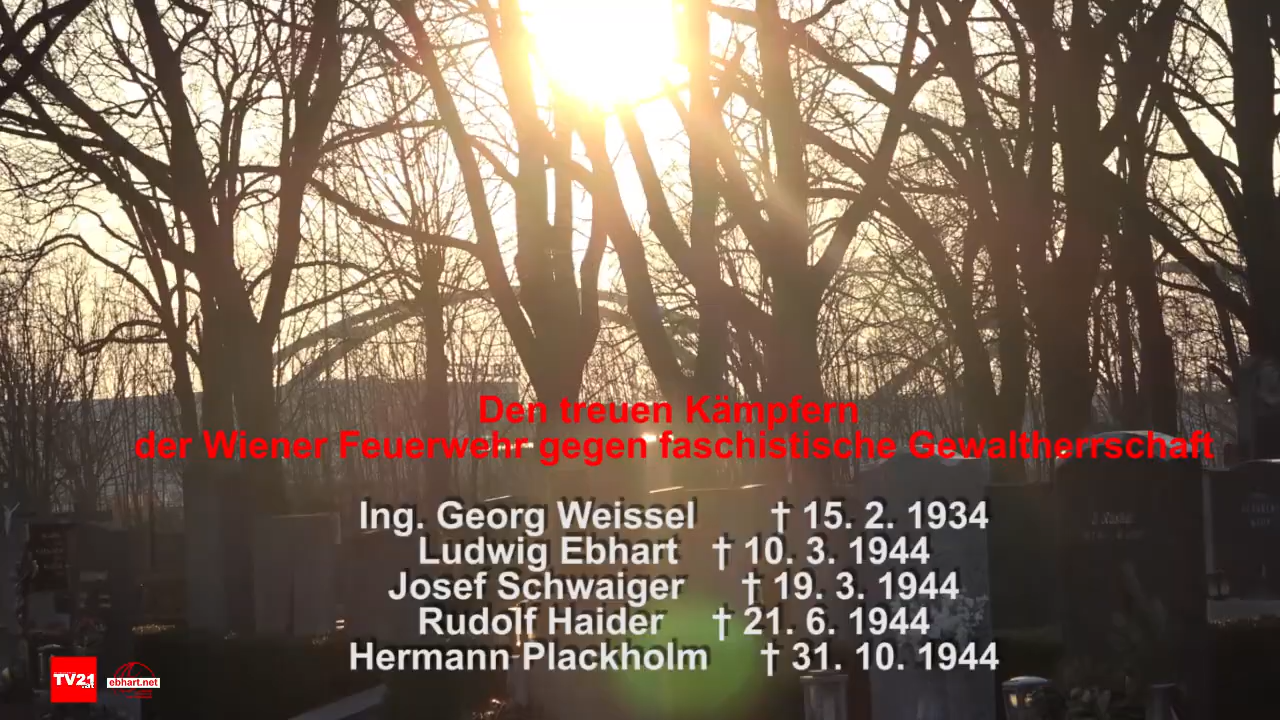 Den treuen Kämpfern
der Wiener Feuerwehr gegen faschistische Gewaltherrschaft
Ing. Georg Weissel † 15. 2. 1934
Ludwig Ebhart † 10. 3. 1944
Josef Schwaiger † 19. 3. 1944
Rudolf Haider † 21. 6. 1944
Hermann Plackholm † 31. 10. 1944
TV21
.at
ebhart.net